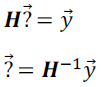 H?⃗ = y⃗
?⃗ = H⁻¹y⃗